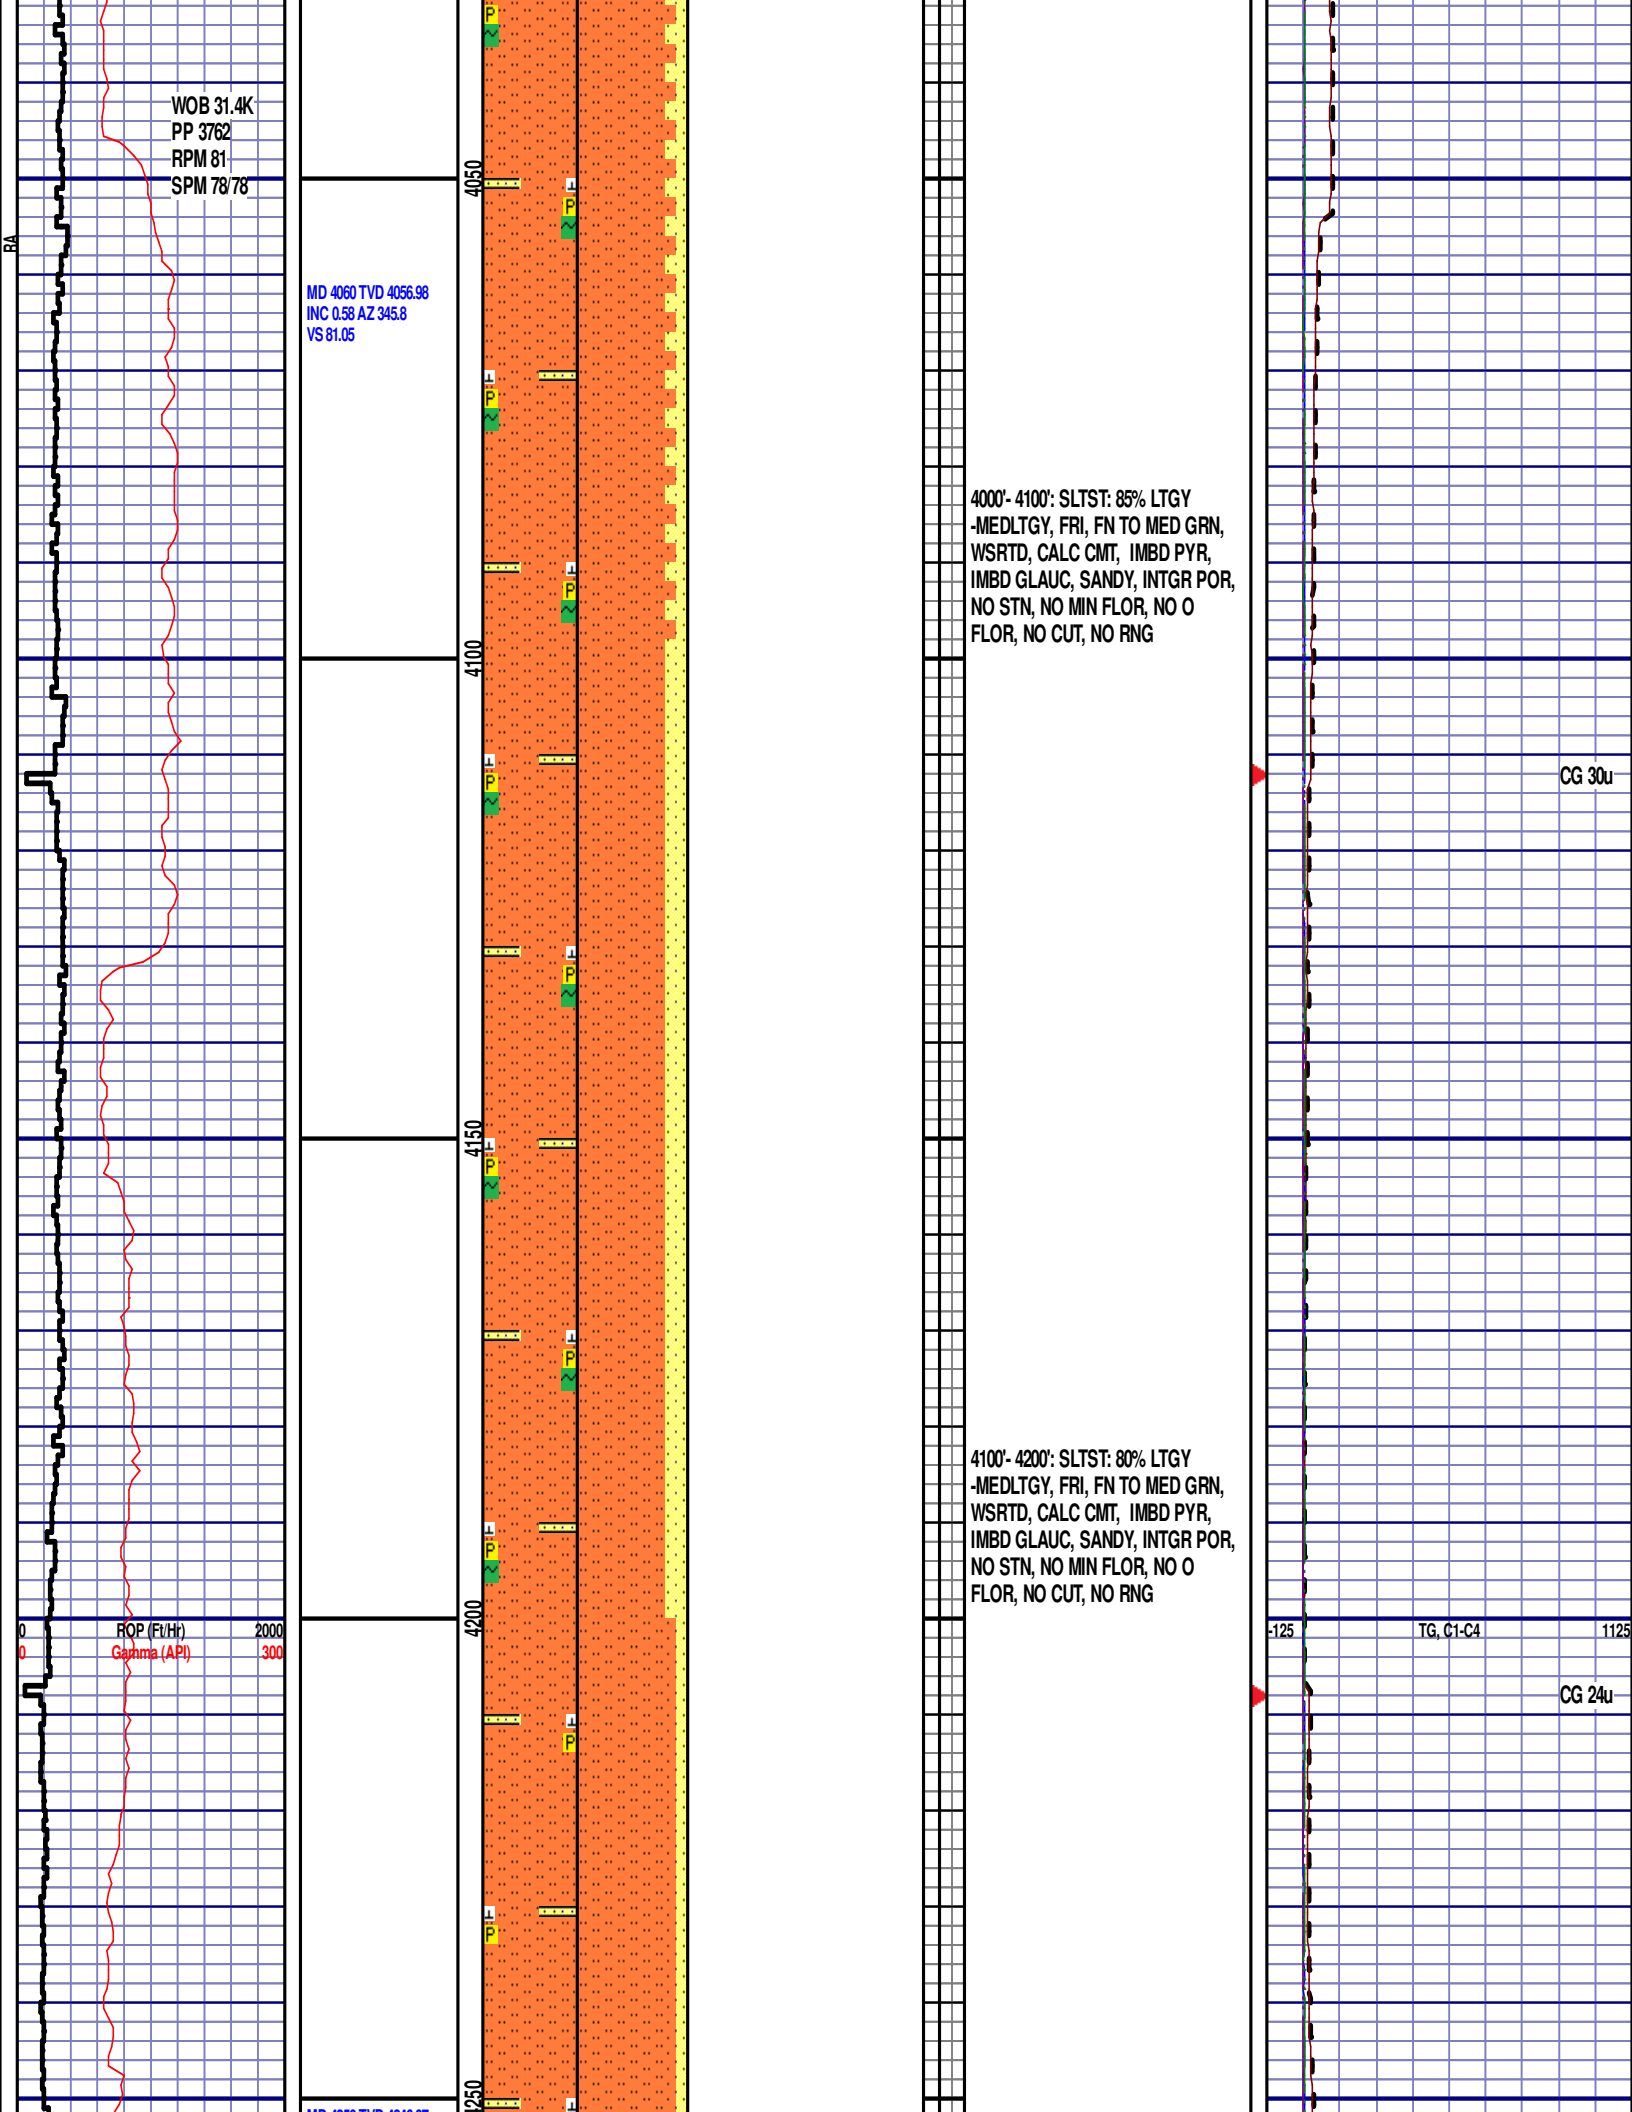 WOB 31.4K
PP 3762
RPM 81
SPM 78/78
RA
MD 4060 TVD 4056.98
INC 0.58 AZ 345.8
VS 81.05
P
4050
P
P
4000'- 4100': SLTST: 85% LTGY
-MEDLTGY, FRI, FN TO MED GRN,
WSRTD, CALC CMT, IMBD PYR,
IMBD GLAUC, SANDY, INTGR POR,
NO STN, NO MIN FLOR, NO O
FLOR, NO CUT, NO RNG
P
4100
P
CG 30u
P
4150
P
P
4100'- 4200': SLTST: 80% LTGY
-MEDLTGY, FRI, FN TO MED GRN,
WSRTD, CALC CMT, IMBD PYR,
IMBD GLAUC, SANDY, INTGR POR,
NO STN, NO MIN FLOR, NO O
FLOR, NO CUT, NO RNG
P
4200
0 ROP (Ft/Hr) 2000
0 Gamma (API) 300
-125 TG, C1-C4 1125
CG 24u
P
P